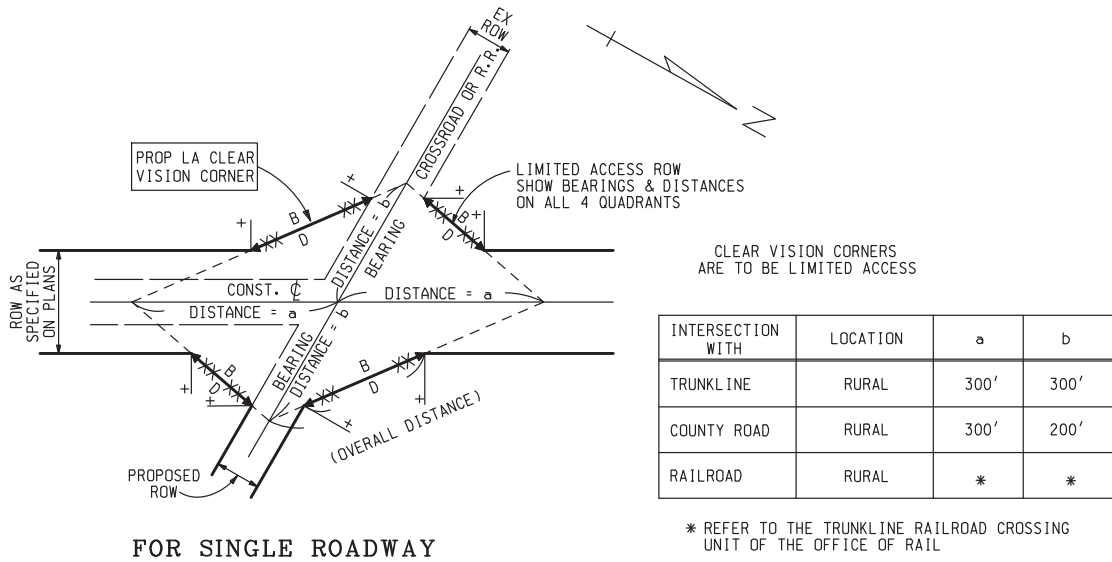 EX
ROW
CROSSROAD OR R.R.
N
PROP LA CLEAR
VISION CORNER
LIMITED ACCESS ROW
SHOW BEARINGS & DISTANCES
ON ALL 4 QUADRANTS
B
D
B
D
DISTANCE = b
BEARING
ROW AS
SPECIFIED
ON PLANS
CONST. ℄
DISTANCE = a
DISTANCE = a
BEARING
DISTANCE = b
B
D
B
D
(OVERALL DISTANCE)
PROPOSED
ROW
FOR SINGLE ROADWAY
CLEAR VISION CORNERS
ARE TO BE LIMITED ACCESS
INTERSECTION
WITH
LOCATION
a
b
TRUNKLINE
RURAL
300'
300'
COUNTY ROAD
RURAL
300'
200'
RAILROAD
RURAL
*
*
* REFER TO THE TRUNKLINE RAILROAD CROSSING
UNIT OF THE OFFICE OF RAIL